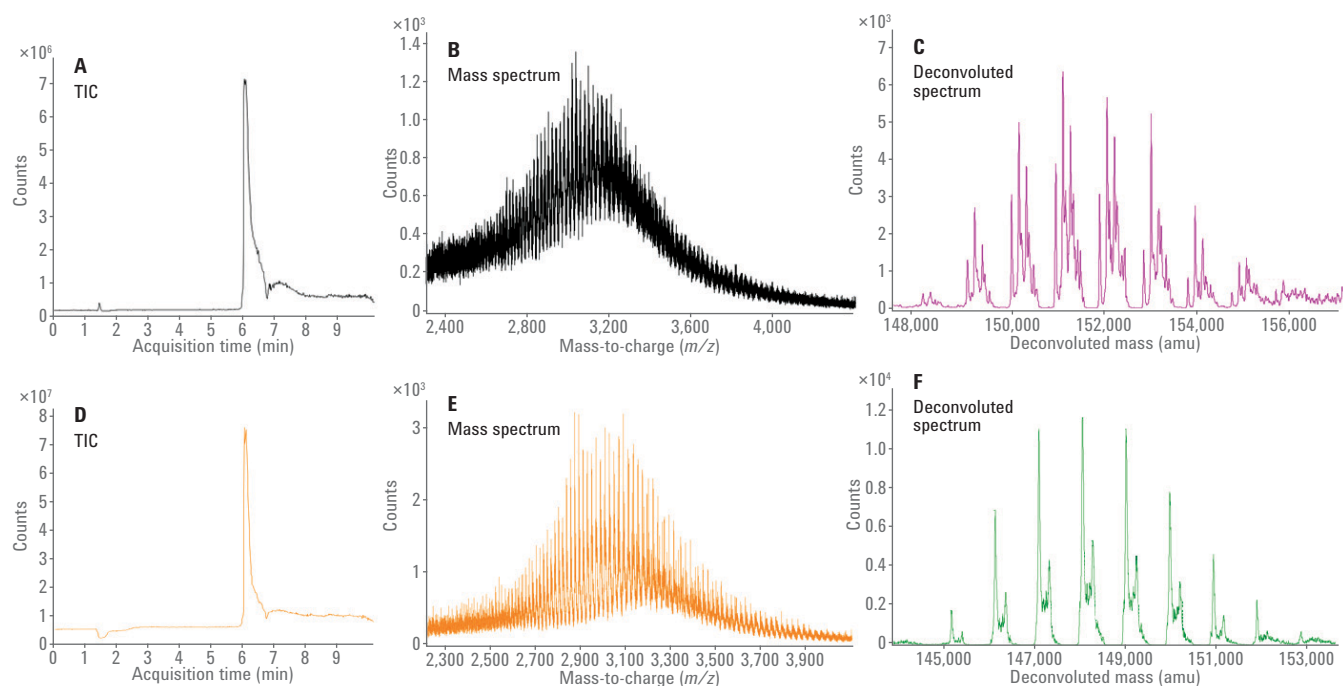 A
TIC
×10⁶
7
6
5
4
3
2
1
0
Counts
0 1 2 3 4 5 6 7 8 9
Acquisition time (min)
B
Mass spectrum
×10³
1.4
1.2
1.0
0.8
0.6
0.4
0.2
0.0
Counts
2,400 2,800 3,200 3,600 4,000
Mass-to-charge (m/z)
C
Deconvoluted
spectrum
×10³
7
6
5
4
3
2
1
0
Counts
148,000 150,000 152,000 154,000 156,000
Deconvoluted mass (amu)
D
TIC
×10⁷
8
7
6
5
4
3
2
1
0
Counts
0 1 2 3 4 5 6 7 8 9
Acquisition time (min)
E
Mass spectrum
×10³
3
2
1
0
Counts
2,300 2,500 2,700 2,900 3,100 3,300 3,500 3,700 3,900
Mass-to-charge (m/z)
F
Deconvoluted
spectrum
×10⁴
1.2
1.0
0.8
0.6
0.4
0.2
0.0
Counts
145,000 147,000 149,000 151,000 153,000
Deconvoluted mass (amu)